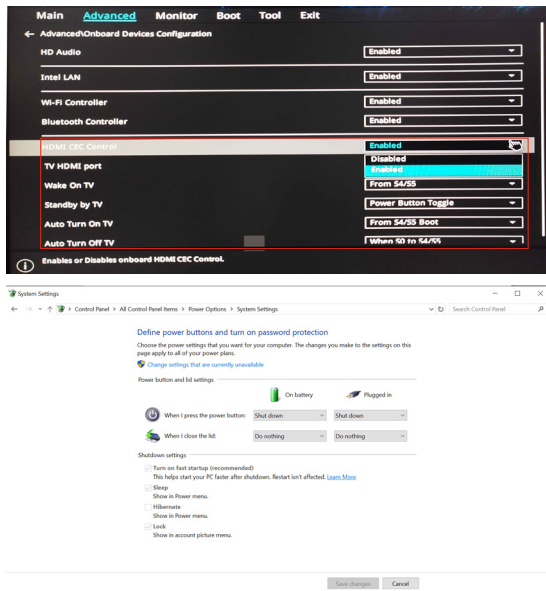 Main Advanced Monitor Boot Tool Exit
← Advanced\Onboard Devices Configuration
HD Audio Enabled
Intel LAN Enabled
Wi-Fi Controller Enabled
Bluetooth Controller Enabled
HDMI CEC Control Enabled
Disabled
TV HDMI port Enabled
Wake On TV From S4/S5
Standby by TV Power Button Toggle
Auto Turn On TV From S4/S5 Boot
Auto Turn Off TV When S0 to S4/S5
Enables or Disables onboard HDMI CEC Control.
System Settings
Control Panel > All Control Panel Items > Power Options > System Settings
Search Control Panel
Define power buttons and turn on password protection
Choose the power settings that you want for your computer. The changes you make to the settings on this
page apply to all of your power plans.
Change settings that are currently unavailable
Power button and lid settings
On battery Plugged in
When I press the power button: Shut down Shut down
When I close the lid: Do nothing Do nothing
Shutdown settings
Turn on fast startup (recommended)
This helps start your PC faster after shutdown. Restart isn't affected. Learn More
Sleep
Show in Power menu.
Hibernate
Show in Power menu.
Lock
Show in account picture menu.
Save changes Cancel